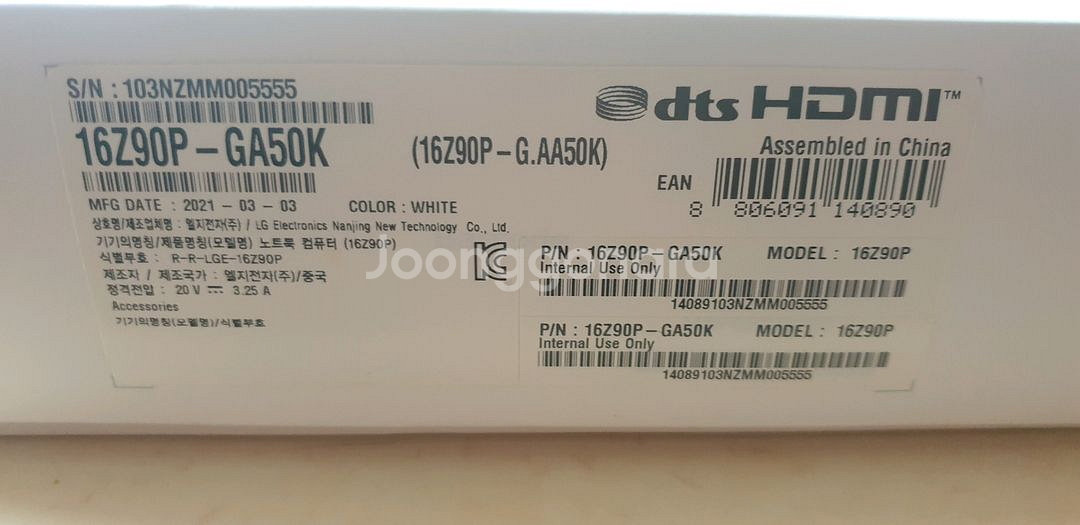 S/N : 103NZMM005555
dts HDMI™
16Z90P-GA50K
(16Z90P-G.AA50K)
Assembled in China
EAN
8 806091 140890
MFG DATE : 2021-03-03 COLOR : WHITE
상호명/제조업체명 : 엘지전자(주) / LG Electronics Nanjing New Technology Co., Ltd.
기기의명칭/제품명칭(모델명) 노트북 컴퓨터 (16Z90P)
식별부호 : R-R-LGE-16Z90P
제조자 / 제조국가 : 엘지전자(주)/중국
정격전압 : 20 V ⎓ 3.25 A
Accessories
기기의명칭(모델명)/식별부호
Joonggonara
P/N : 16Z90P-GA50K MODEL : 16Z90P
Internal Use Only
14089103NZMM005555
P/N : 16Z90P-GA50K MODEL : 16Z90P
Internal Use Only
14089103NZMM005555